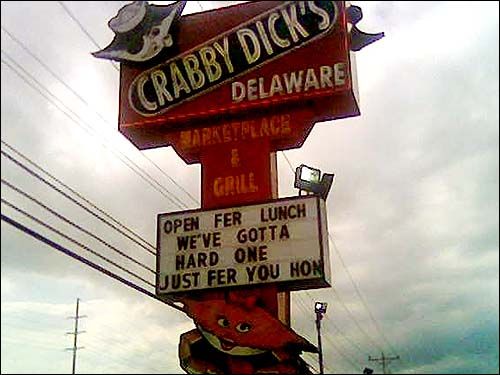 CRABBY DICK'S
DELAWARE
MARKETPLACE
&
GRILL
OPEN FER LUNCH
WE'VE GOTTA
HARD ONE
JUST FER YOU HON